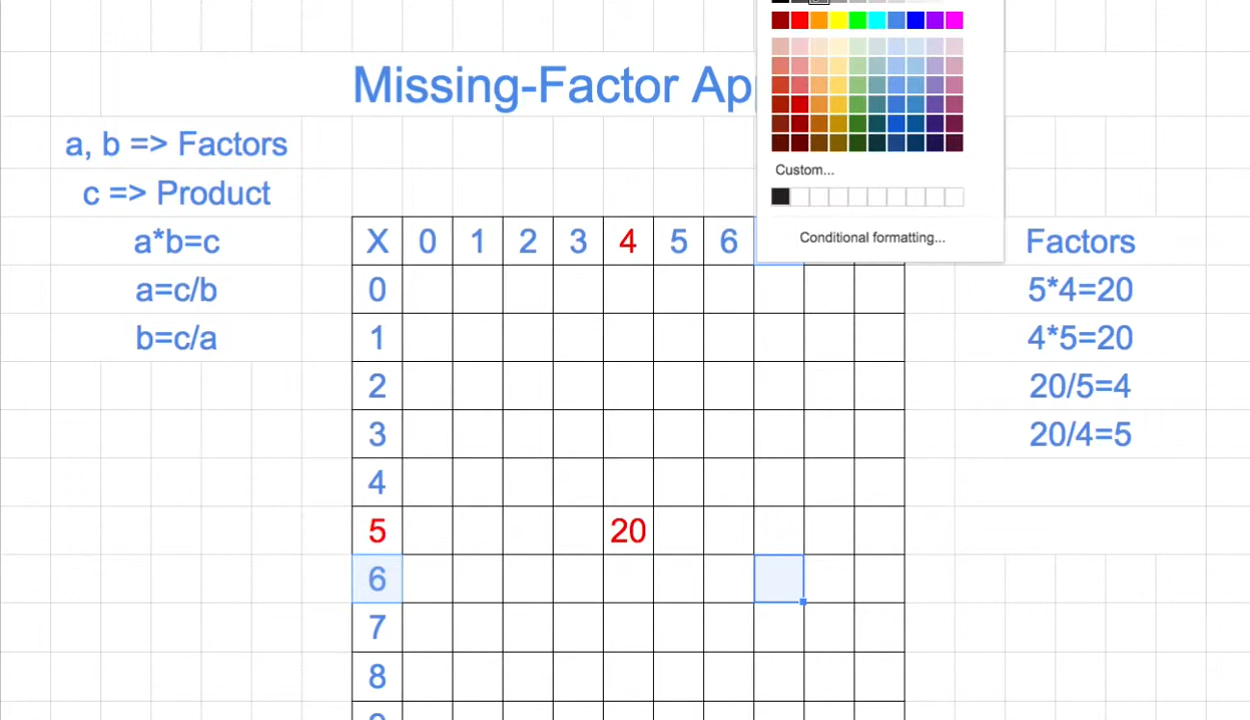 Missing-Factor Ap
a, b => Factors
c => Product
a*b=c
a=c/b
b=c/a
Custom...
Conditional formatting...
X 0 1 2 3 4 5 6
0
1
2
3
4
5 20
6
7
8
Factors
5*4=20
4*5=20
20/5=4
20/4=5